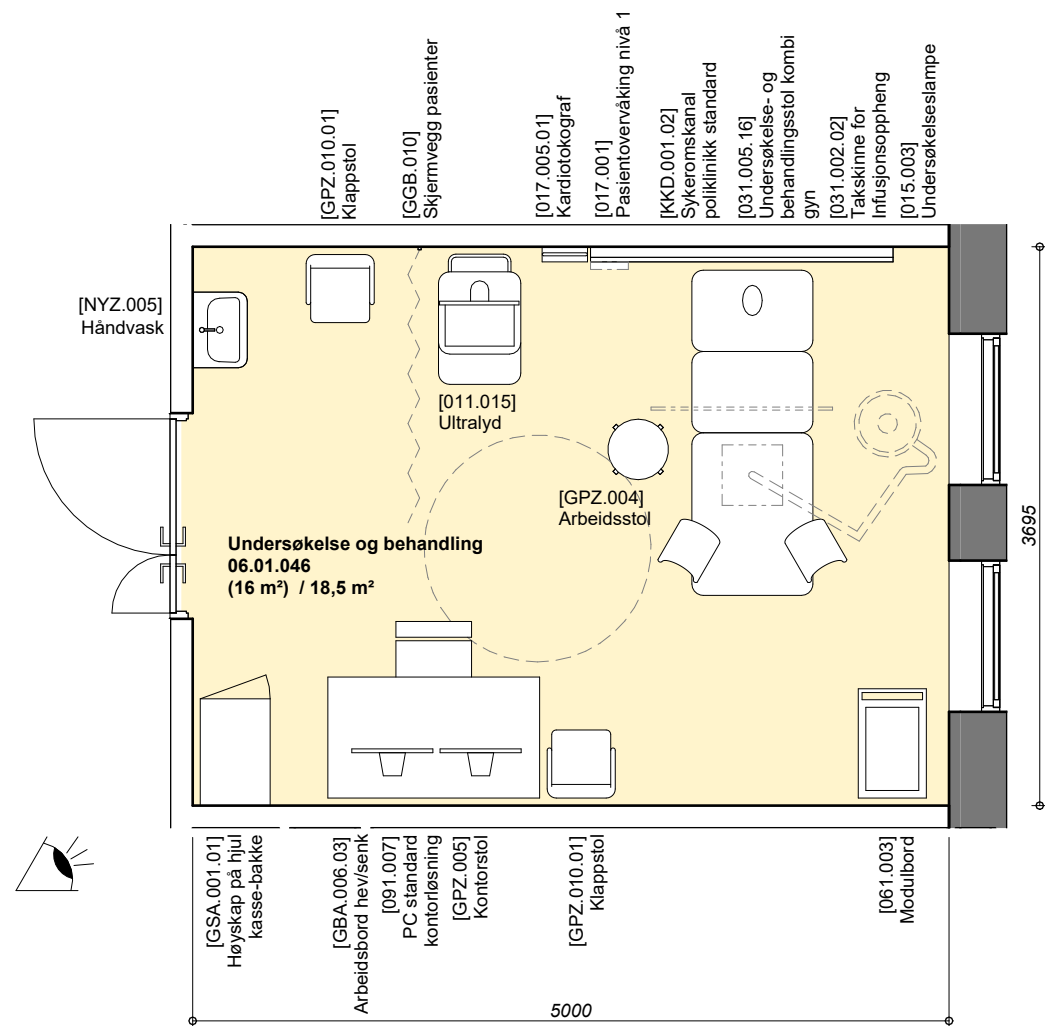 [GPZ.010.01]
Klappstol
[GGB.010]
Skjermvegg pasienter
[017.005.01]
Kardiotokograf
[017.001]
Pasientovervåking nivå 1
[KKD.001.02]
Sykeromskanal
poliklinikk standard
[031.005.16]
Undersøkelse- og
behandlingsstol kombi
gyn
[031.002.02]
Takskinne for
Infusjonsoppheng
[015.003]
Undersøkelseslampe
[NYZ.005]
Håndvask
[011.015]
Ultralyd
[GPZ.004]
Arbeidsstol
Undersøkelse og behandling
06.01.046
(16 m²) / 18,5 m²
3695
[GSA.001.01]
Høyskap på hjul
kasse-bakke
[GBA.006.03]
Arbeidsbord hev/senk
[091.007]
PC standard
kontorløsning
[GPZ.005]
Kontorstol
[GPZ.010.01]
Klappstol
[061.003]
Modulbord
5000